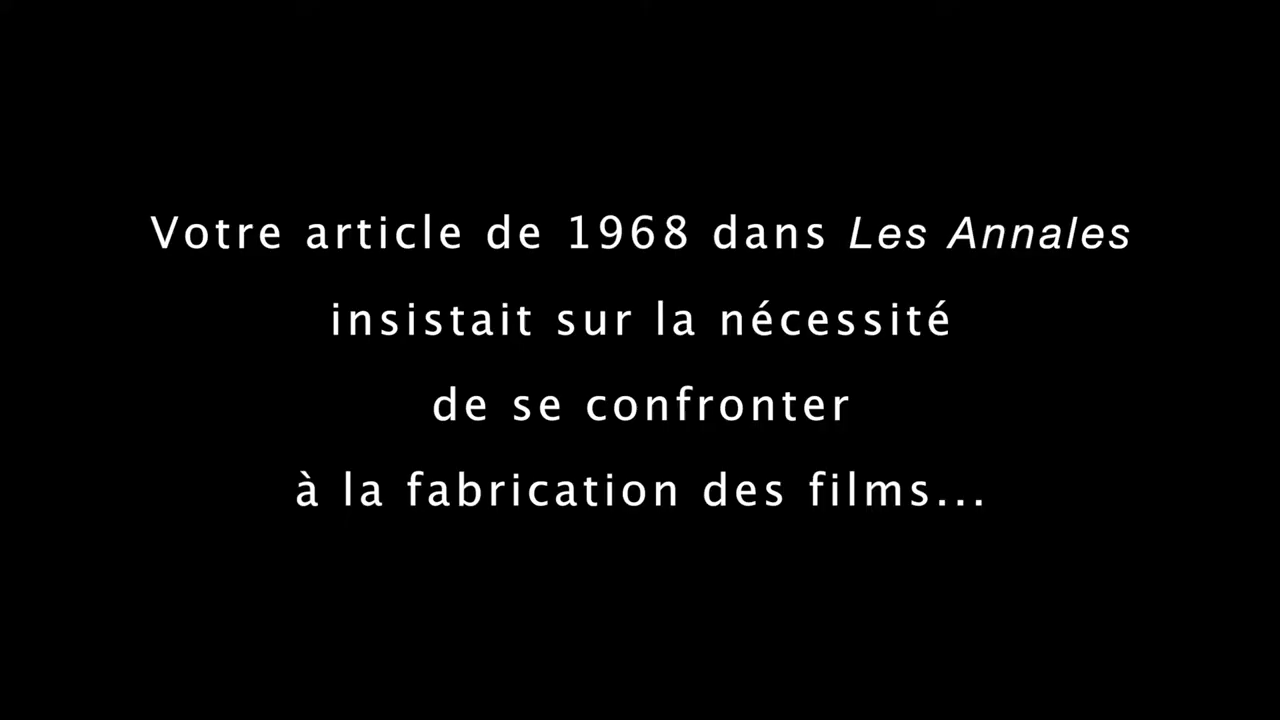 Votre article de 1968 dans Les Annales
insistait sur la nécessité
de se confronter
à la fabrication des films...